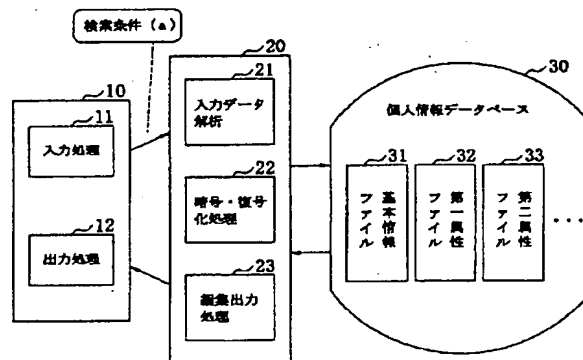 検索条件(a)
20
30
10
21
入力データ
解析
個人情報データベース
11
入力処理
31
基本情報
ファイル
32
第一属性
ファイル
33
第二属性
ファイル
22
暗号・復号
化処理
12
出力処理
23
編集出力
処理